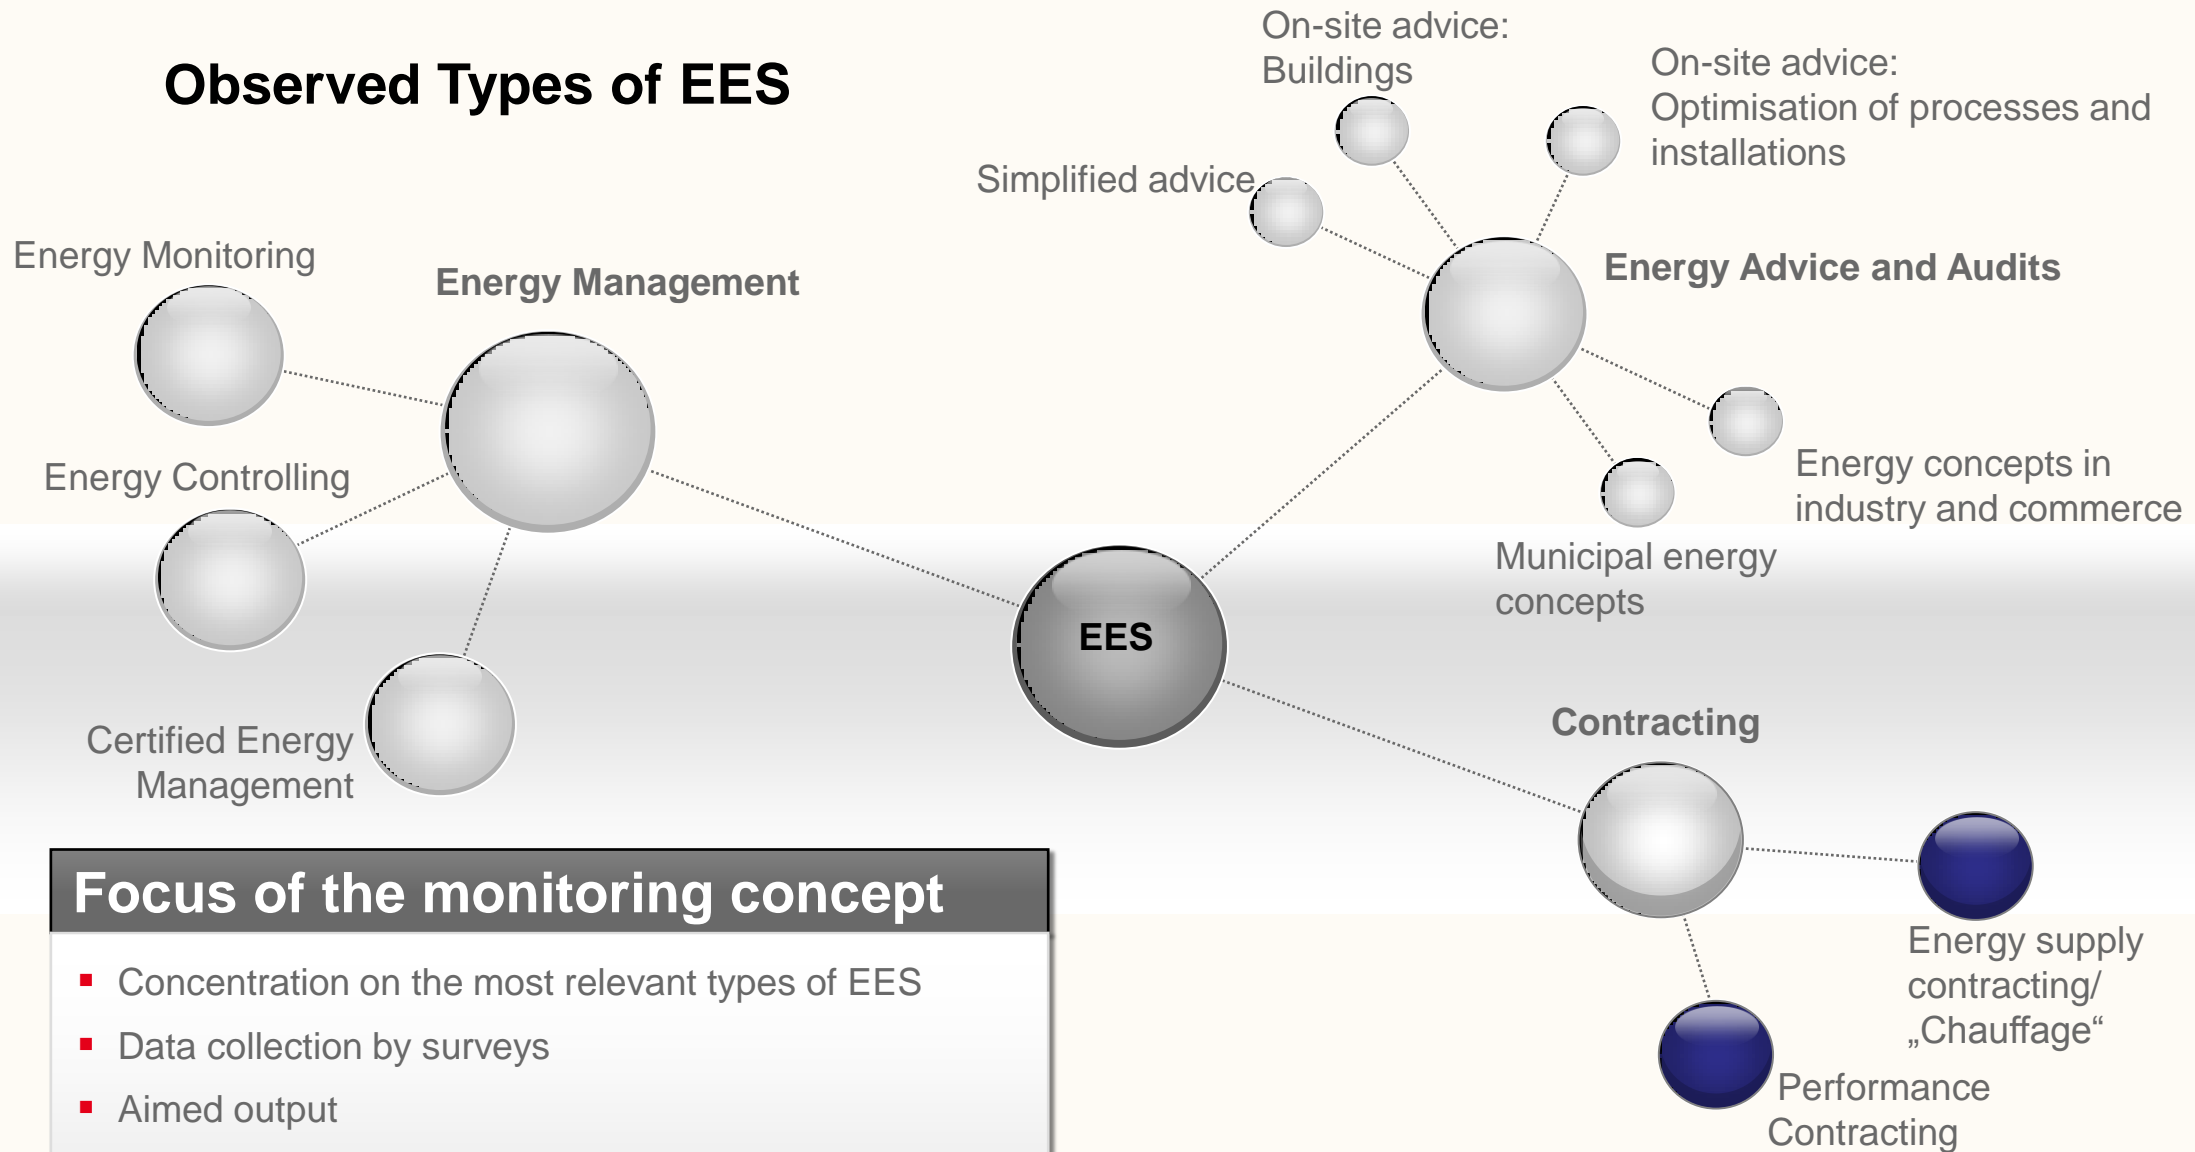 Observed Types of EES
On-site advice:
Buildings
On-site advice:
Optimisation of processes and
installations
Simplified advice
Energy Advice and Audits
Energy Monitoring
Energy Management
Energy Controlling
Certified Energy
Management
EES
Energy concepts in
industry and commerce
Municipal energy
concepts
Contracting
Energy supply
contracting/
„Chauffage“
Performance
Contracting
Focus of the monitoring concept
▪ Concentration on the most relevant types of EES
▪ Data collection by surveys
▪ Aimed output